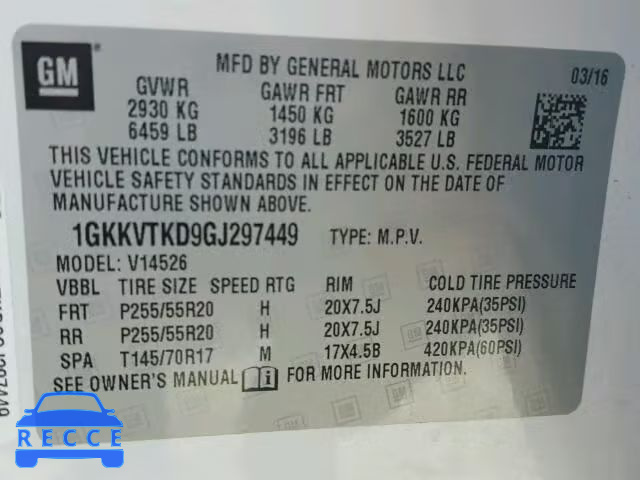 GM
MFD BY GENERAL MOTORS LLC
03/16
GVWR GAWR FRT GAWR RR
2930 KG 1450 KG 1600 KG
6459 LB 3196 LB 3527 LB
THIS VEHICLE CONFORMS TO ALL APPLICABLE U.S. FEDERAL MOTOR
VEHICLE SAFETY STANDARDS IN EFFECT ON THE DATE OF
MANUFACTURE SHOWN ABOVE.
1GKKVTKD9GJ297449 TYPE: M.P.V.
MODEL: V14526
VBBL TIRE SIZE SPEED RTG RIM COLD TIRE PRESSURE
FRT P255/55R20 H 20X7.5J 240KPA(35PSI)
RR P255/55R20 H 20X7.5J 240KPA(35PSI)
SPA T145/70R17 M 17X4.5B 420KPA(60PSI)
SEE OWNER'S MANUAL FOR MORE INFORMATION.
RECCE